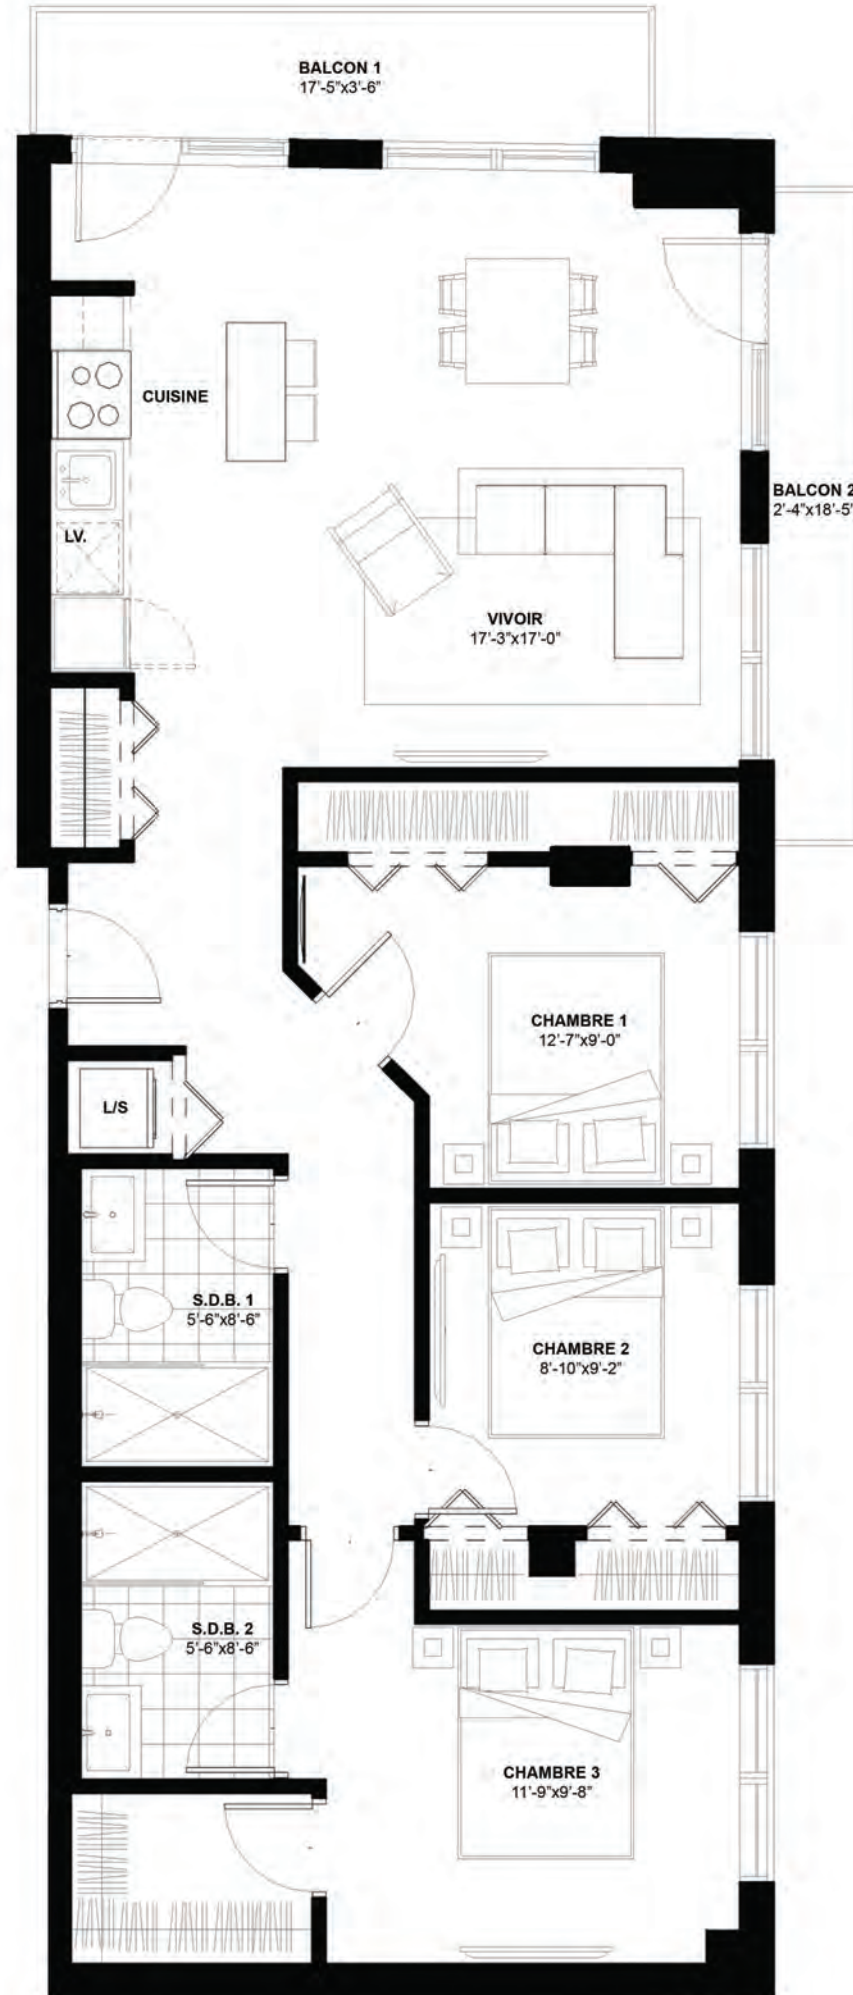 BALCON 1
17'-5"x3'-6"
CUISINE
BALCON 2
2'-4"x18'-5'
LV.
VIVOIR
17'-3"x17'-0"
CHAMBRE 1
12'-7"x9'-0"
L/S
S.D.B. 1
5'-6"x8'-6"
CHAMBRE 2
8'-10"x9'-2"
S.D.B. 2
5'-6"x8'-6"
CHAMBRE 3
11'-9"x9'-8"